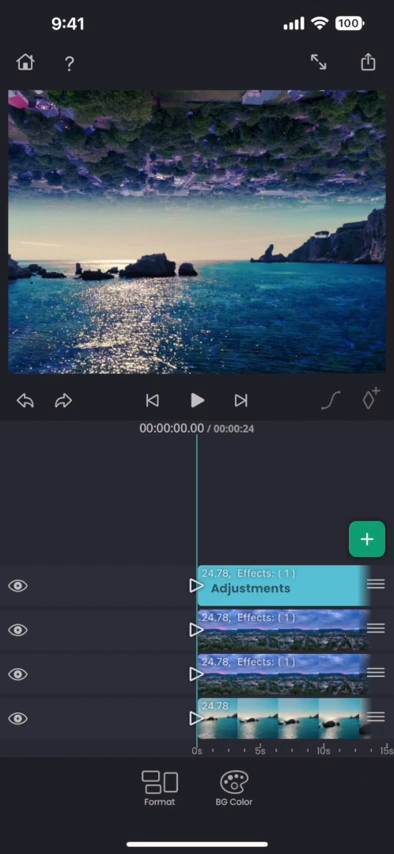 9:41
100
?
00:00:00.00 / 00:00:24
+
24.78, Effects: ( 1 )
Adjustments
24.78, Effects: ( 1 )
24.78, Effects: ( 1 )
24.78
0s 5s 10s 15s
Format BG Color